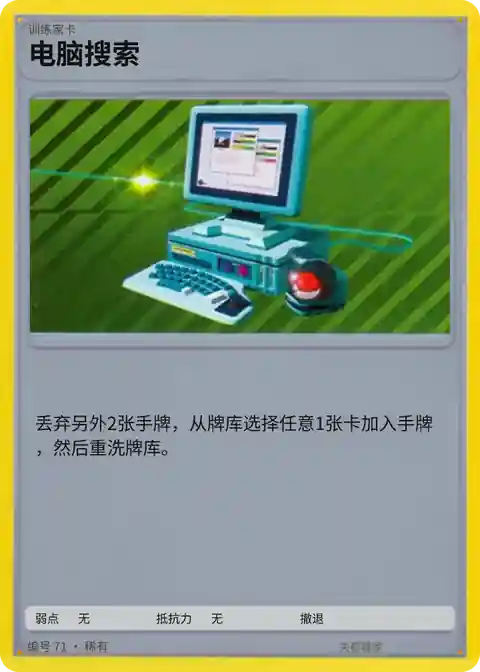 训练家卡
电脑搜索
丢弃另外2张手牌，从牌库选择任意1张卡加入手牌
，然后重洗牌库。
弱点 无 抵抗力 无 撤退
编号 71 · 稀有